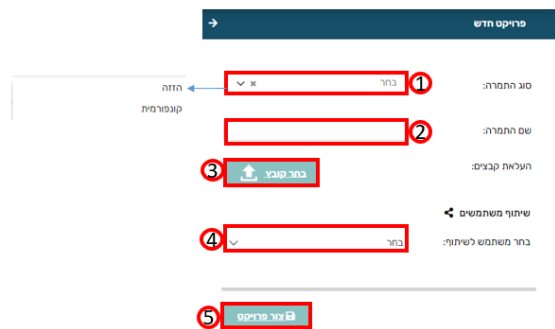 פרויקט חדש
סוג התמרה:
בחר
1
הזזה
קונפורמית
שם התמרה:
2
העלאת קבצים:
בחר קובץ
3
שיתוף משתמשים
בחר משתמש לשיתוף:
בחר
4
צור פרויקט
5